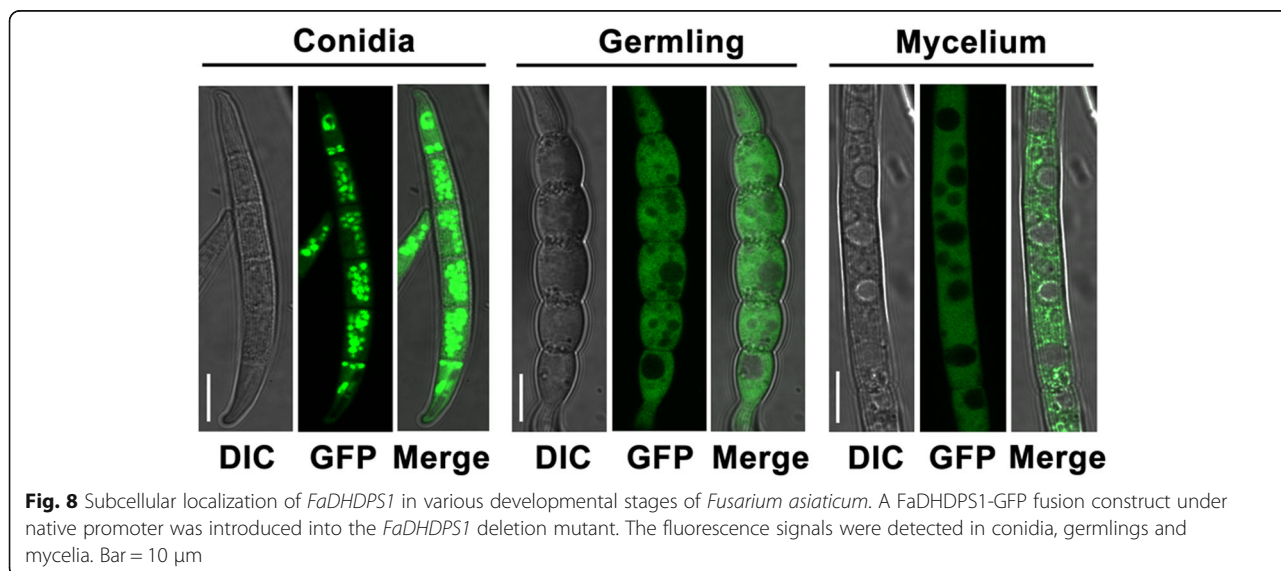 Conidia Germling Mycelium
DIC GFP Merge DIC GFP Merge DIC GFP Merge
Fig. 8 Subcellular localization of FaDHDPS1 in various developmental stages of Fusarium asiaticum. A FaDHDPS1-GFP fusion construct under
native promoter was introduced into the FaDHDPS1 deletion mutant. The fluorescence signals were detected in conidia, germlings and
mycelia. Bar = 10 μm